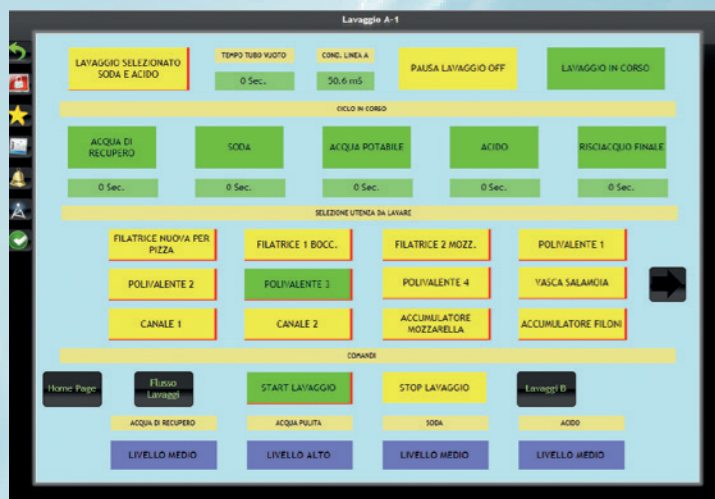 Lavaggio A-1
LAVAGGIO SELEZIONATO
SODA E ACIDO
TEMPO TUBO VUOTO
0 Sec.
COND. LINEA A
50.6 mS
PAUSA LAVAGGIO OFF
LAVAGGIO IN CORSO
CICLO IN CORSO
ACQUA DI
RECUPERO
SODA
ACQUA POTABILE
ACIDO
RISCIACQUO FINALE
0 Sec.
0 Sec.
0 Sec.
0 Sec.
0 Sec.
SELEZIONE UTENZA DA LAVARE
FILATRICE NUOVA PER
PIZZA
FILATRICE 1 BOCC.
FILATRICE 2 MOZZ.
POLIVALENTE 1
POLIVALENTE 2
POLIVALENTE 3
POLIVALENTE 4
VASCA SALAMOIA
CANALE 1
CANALE 2
ACCUMULATORE
MOZZARELLA
ACCUMULATORE FILONI
COMANDI
Home Page
Flusso
Lavaggi
START LAVAGGIO
STOP LAVAGGIO
Lavaggi B
ACQUA DI RECUPERO
ACQUA PULITA
SODA
ACIDO
LIVELLO MEDIO
LIVELLO ALTO
LIVELLO MEDIO
LIVELLO MEDIO